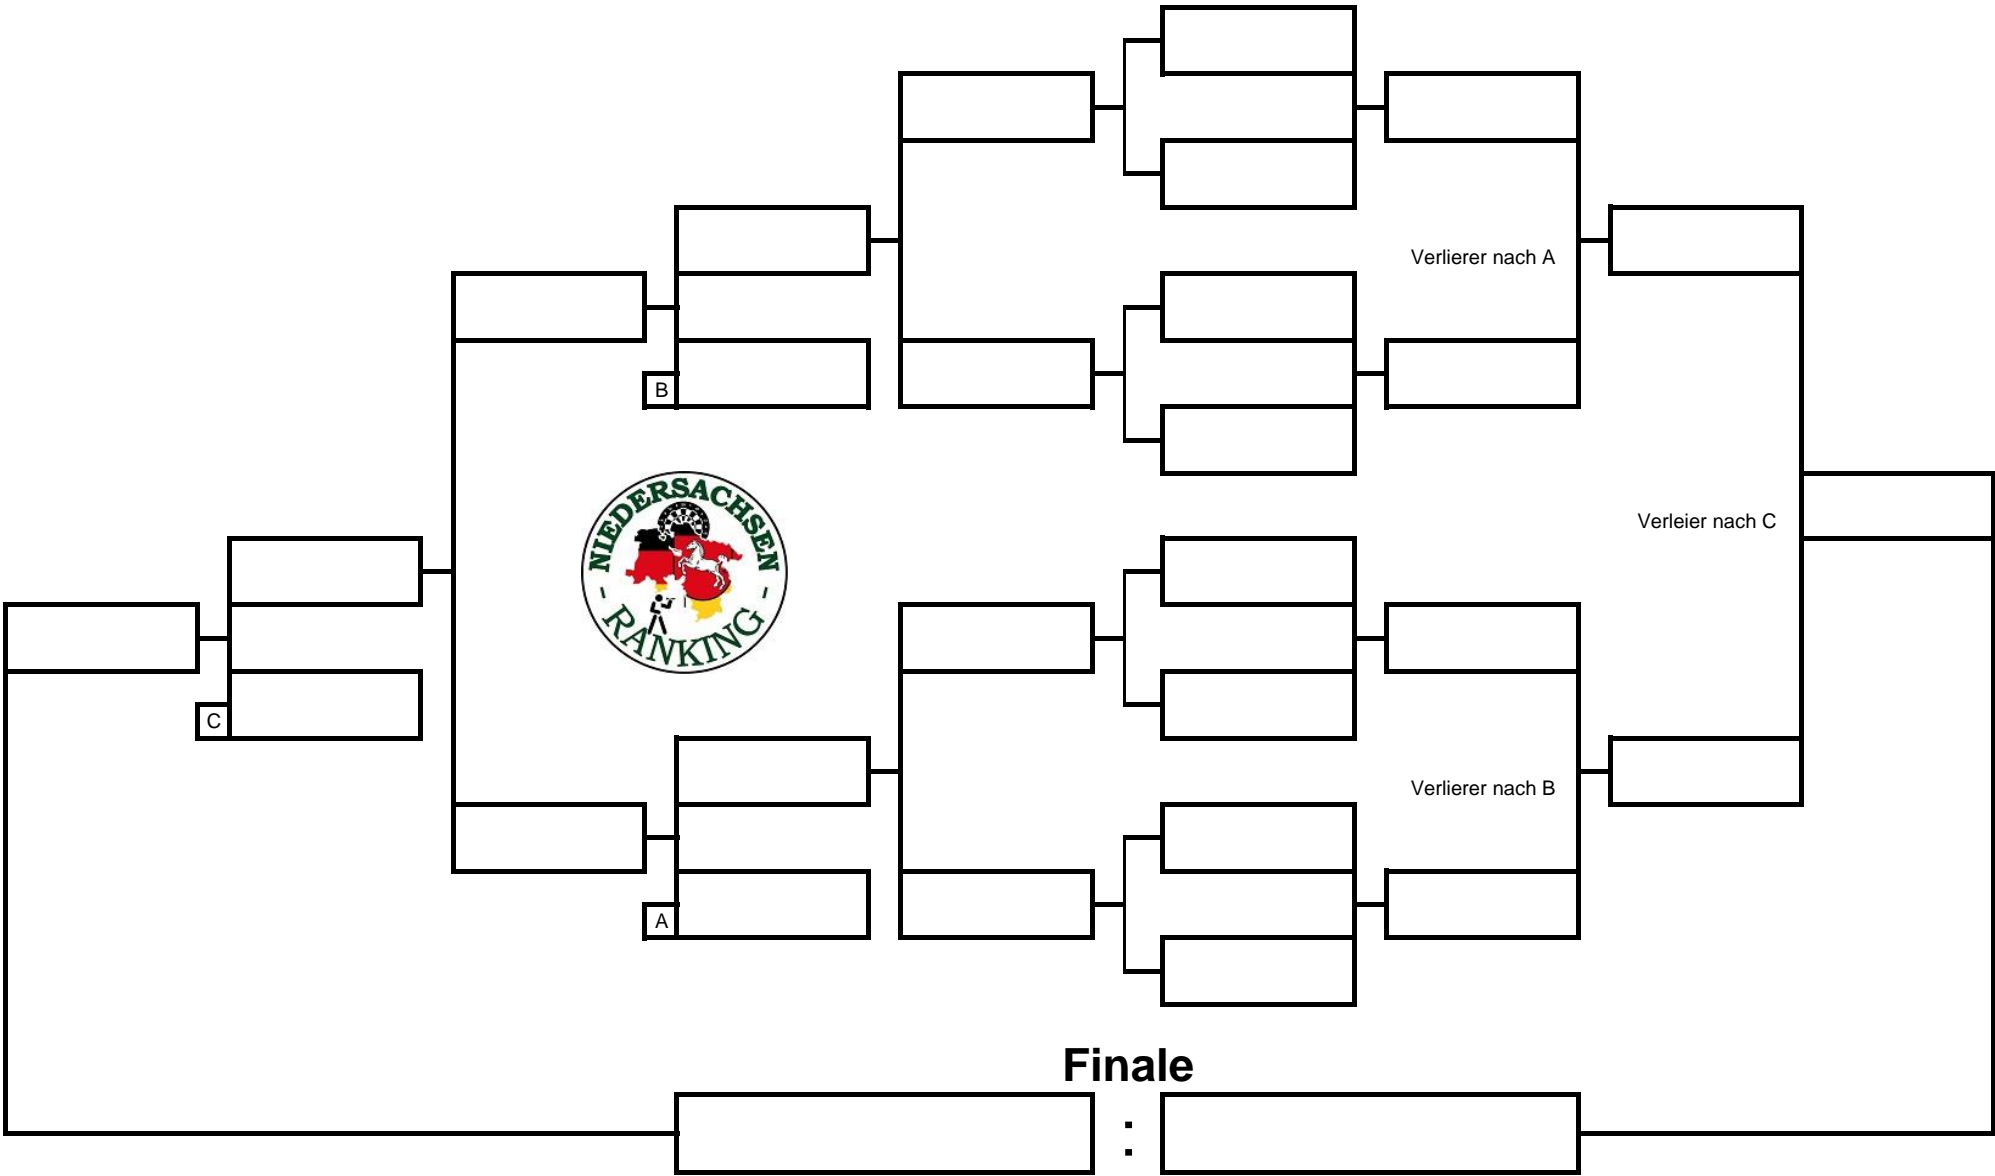 Verlierer nach A
B
NIEDERSACHSEN
- RANKING -
Verleier nach C
C
Verlierer nach B
A
Finale
: